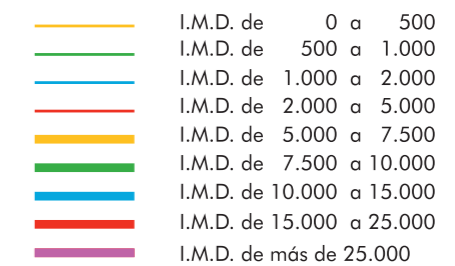 I.M.D. de 0 a 500
I.M.D. de 500 a 1.000
I.M.D. de 1.000 a 2.000
I.M.D. de 2.000 a 5.000
I.M.D. de 5.000 a 7.500
I.M.D. de 7.500 a 10.000
I.M.D. de 10.000 a 15.000
I.M.D. de 15.000 a 25.000
I.M.D. de más de 25.000